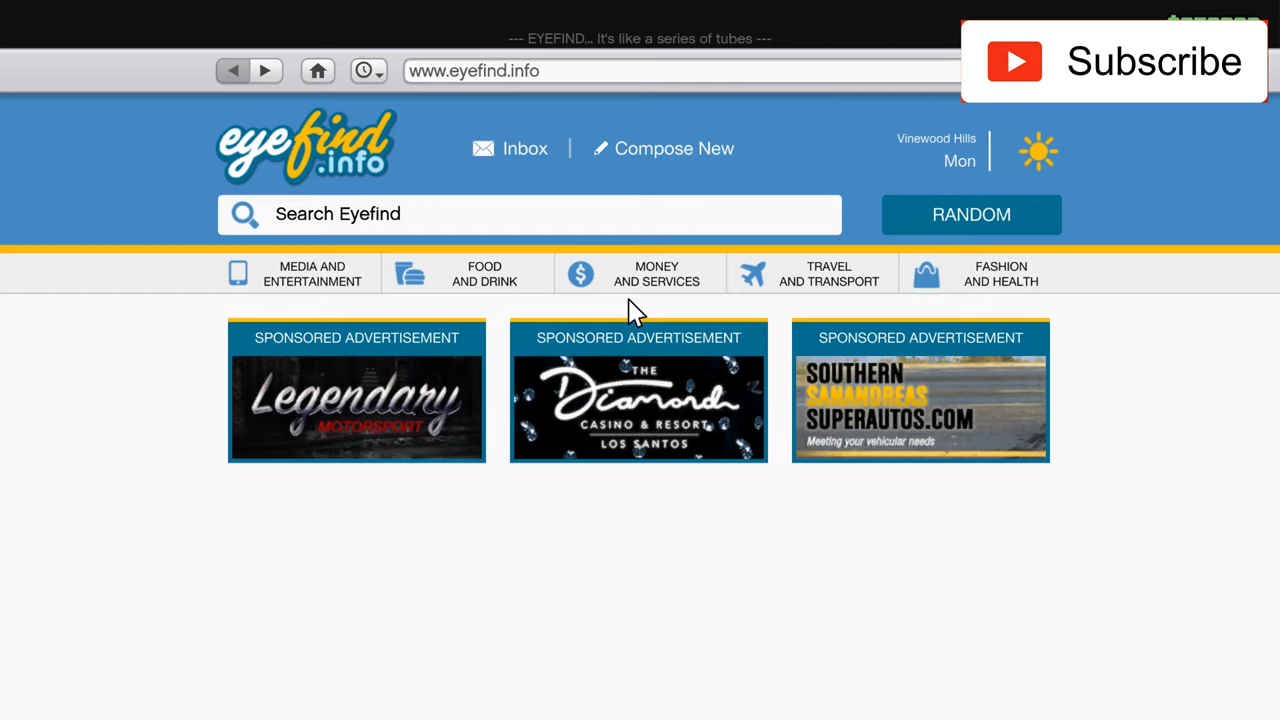 --- EYEFIND... It's like a series of tubes ---
Subscribe
www.eyefind.info
eyefind
.info
Inbox
Compose New
Vinewood Hills
Mon
Search Eyefind
RANDOM
MEDIA AND
ENTERTAINMENT
FOOD
AND DRINK
MONEY
AND SERVICES
TRAVEL
AND TRANSPORT
FASHION
AND HEALTH
SPONSORED ADVERTISEMENT
Legendary
MOTORSPORT
SPONSORED ADVERTISEMENT
THE
Diamond
CASINO & RESORT
LOS SANTOS
SPONSORED ADVERTISEMENT
SOUTHERN
SANANDREAS
SUPERAUTOS.COM
Meeting your vehicular needs